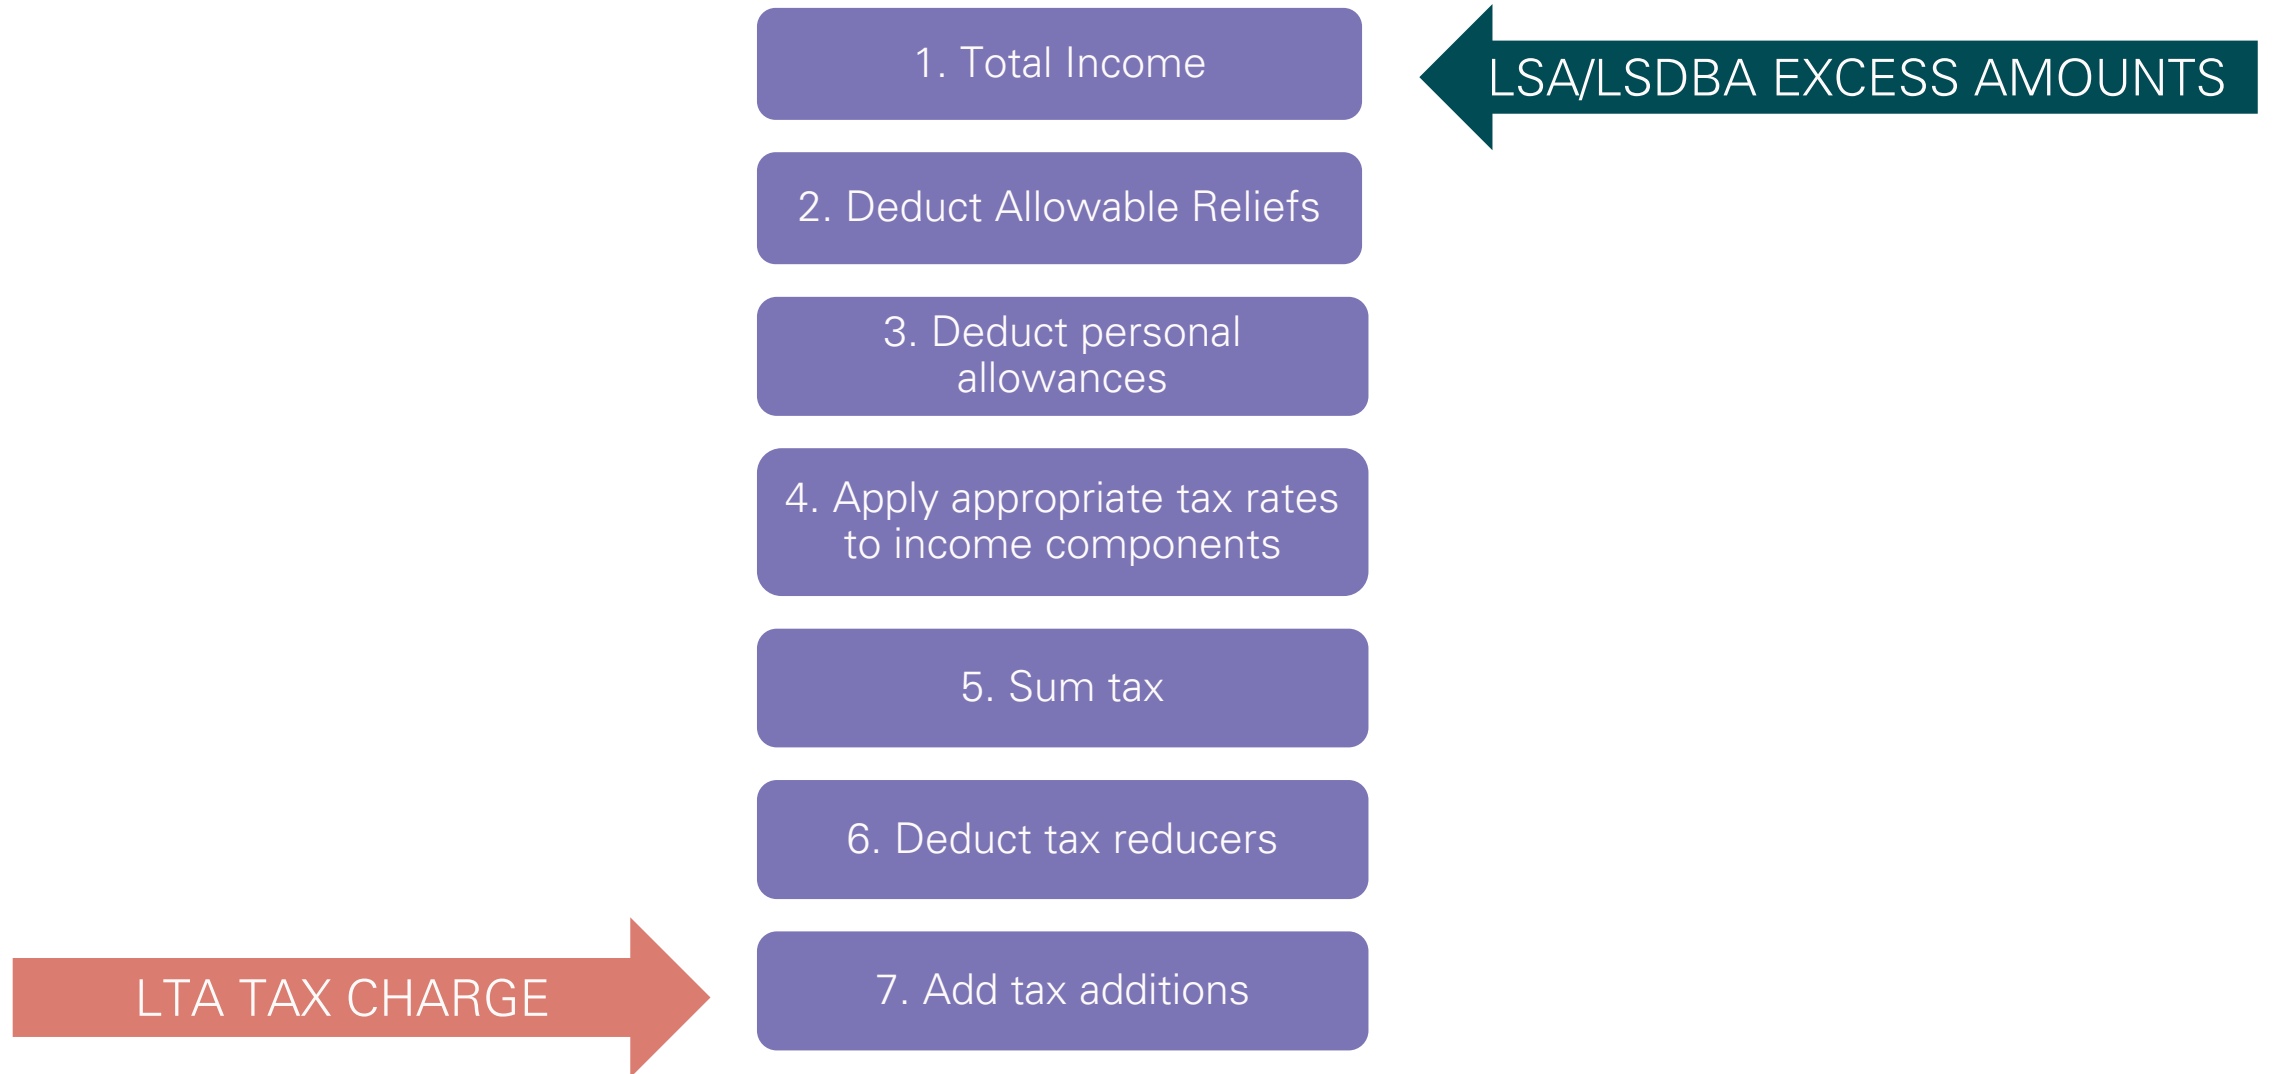 1. Total Income
LSA/LSDBA EXCESS AMOUNTS
2. Deduct Allowable Reliefs
3. Deduct personal
allowances
4. Apply appropriate tax rates
to income components
5. Sum tax
6. Deduct tax reducers
LTA TAX CHARGE
7. Add tax additions